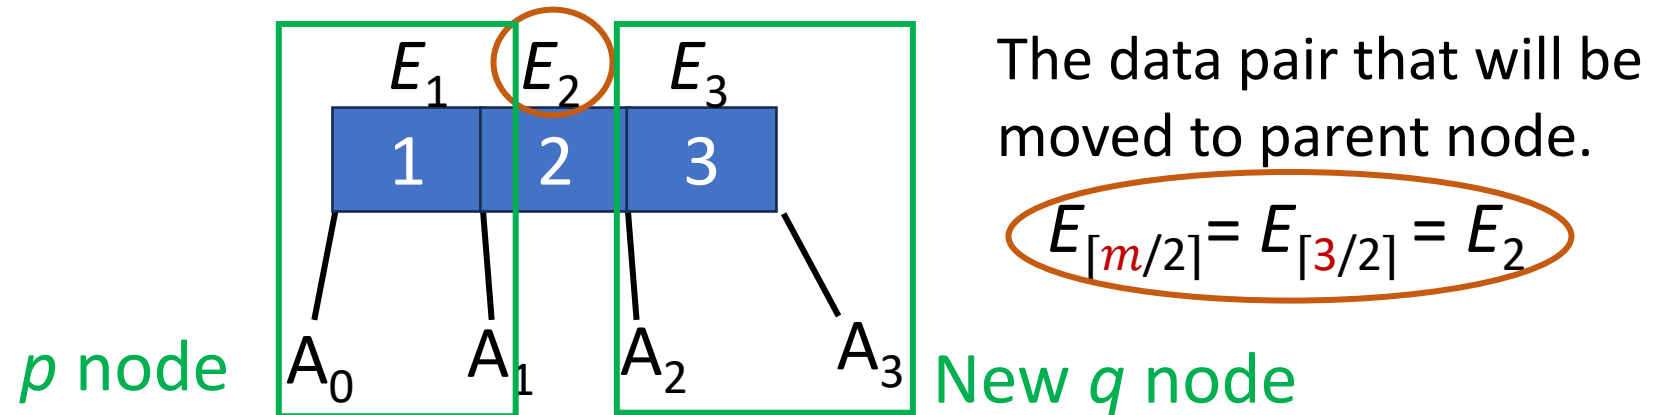 E₁ E₂ E₃
1 2 3
A₀ A₁ A₂ A₃
p node
New q node
The data pair that will be
moved to parent node.
E⌈m/2⌉= E⌈3/2⌉ = E₂